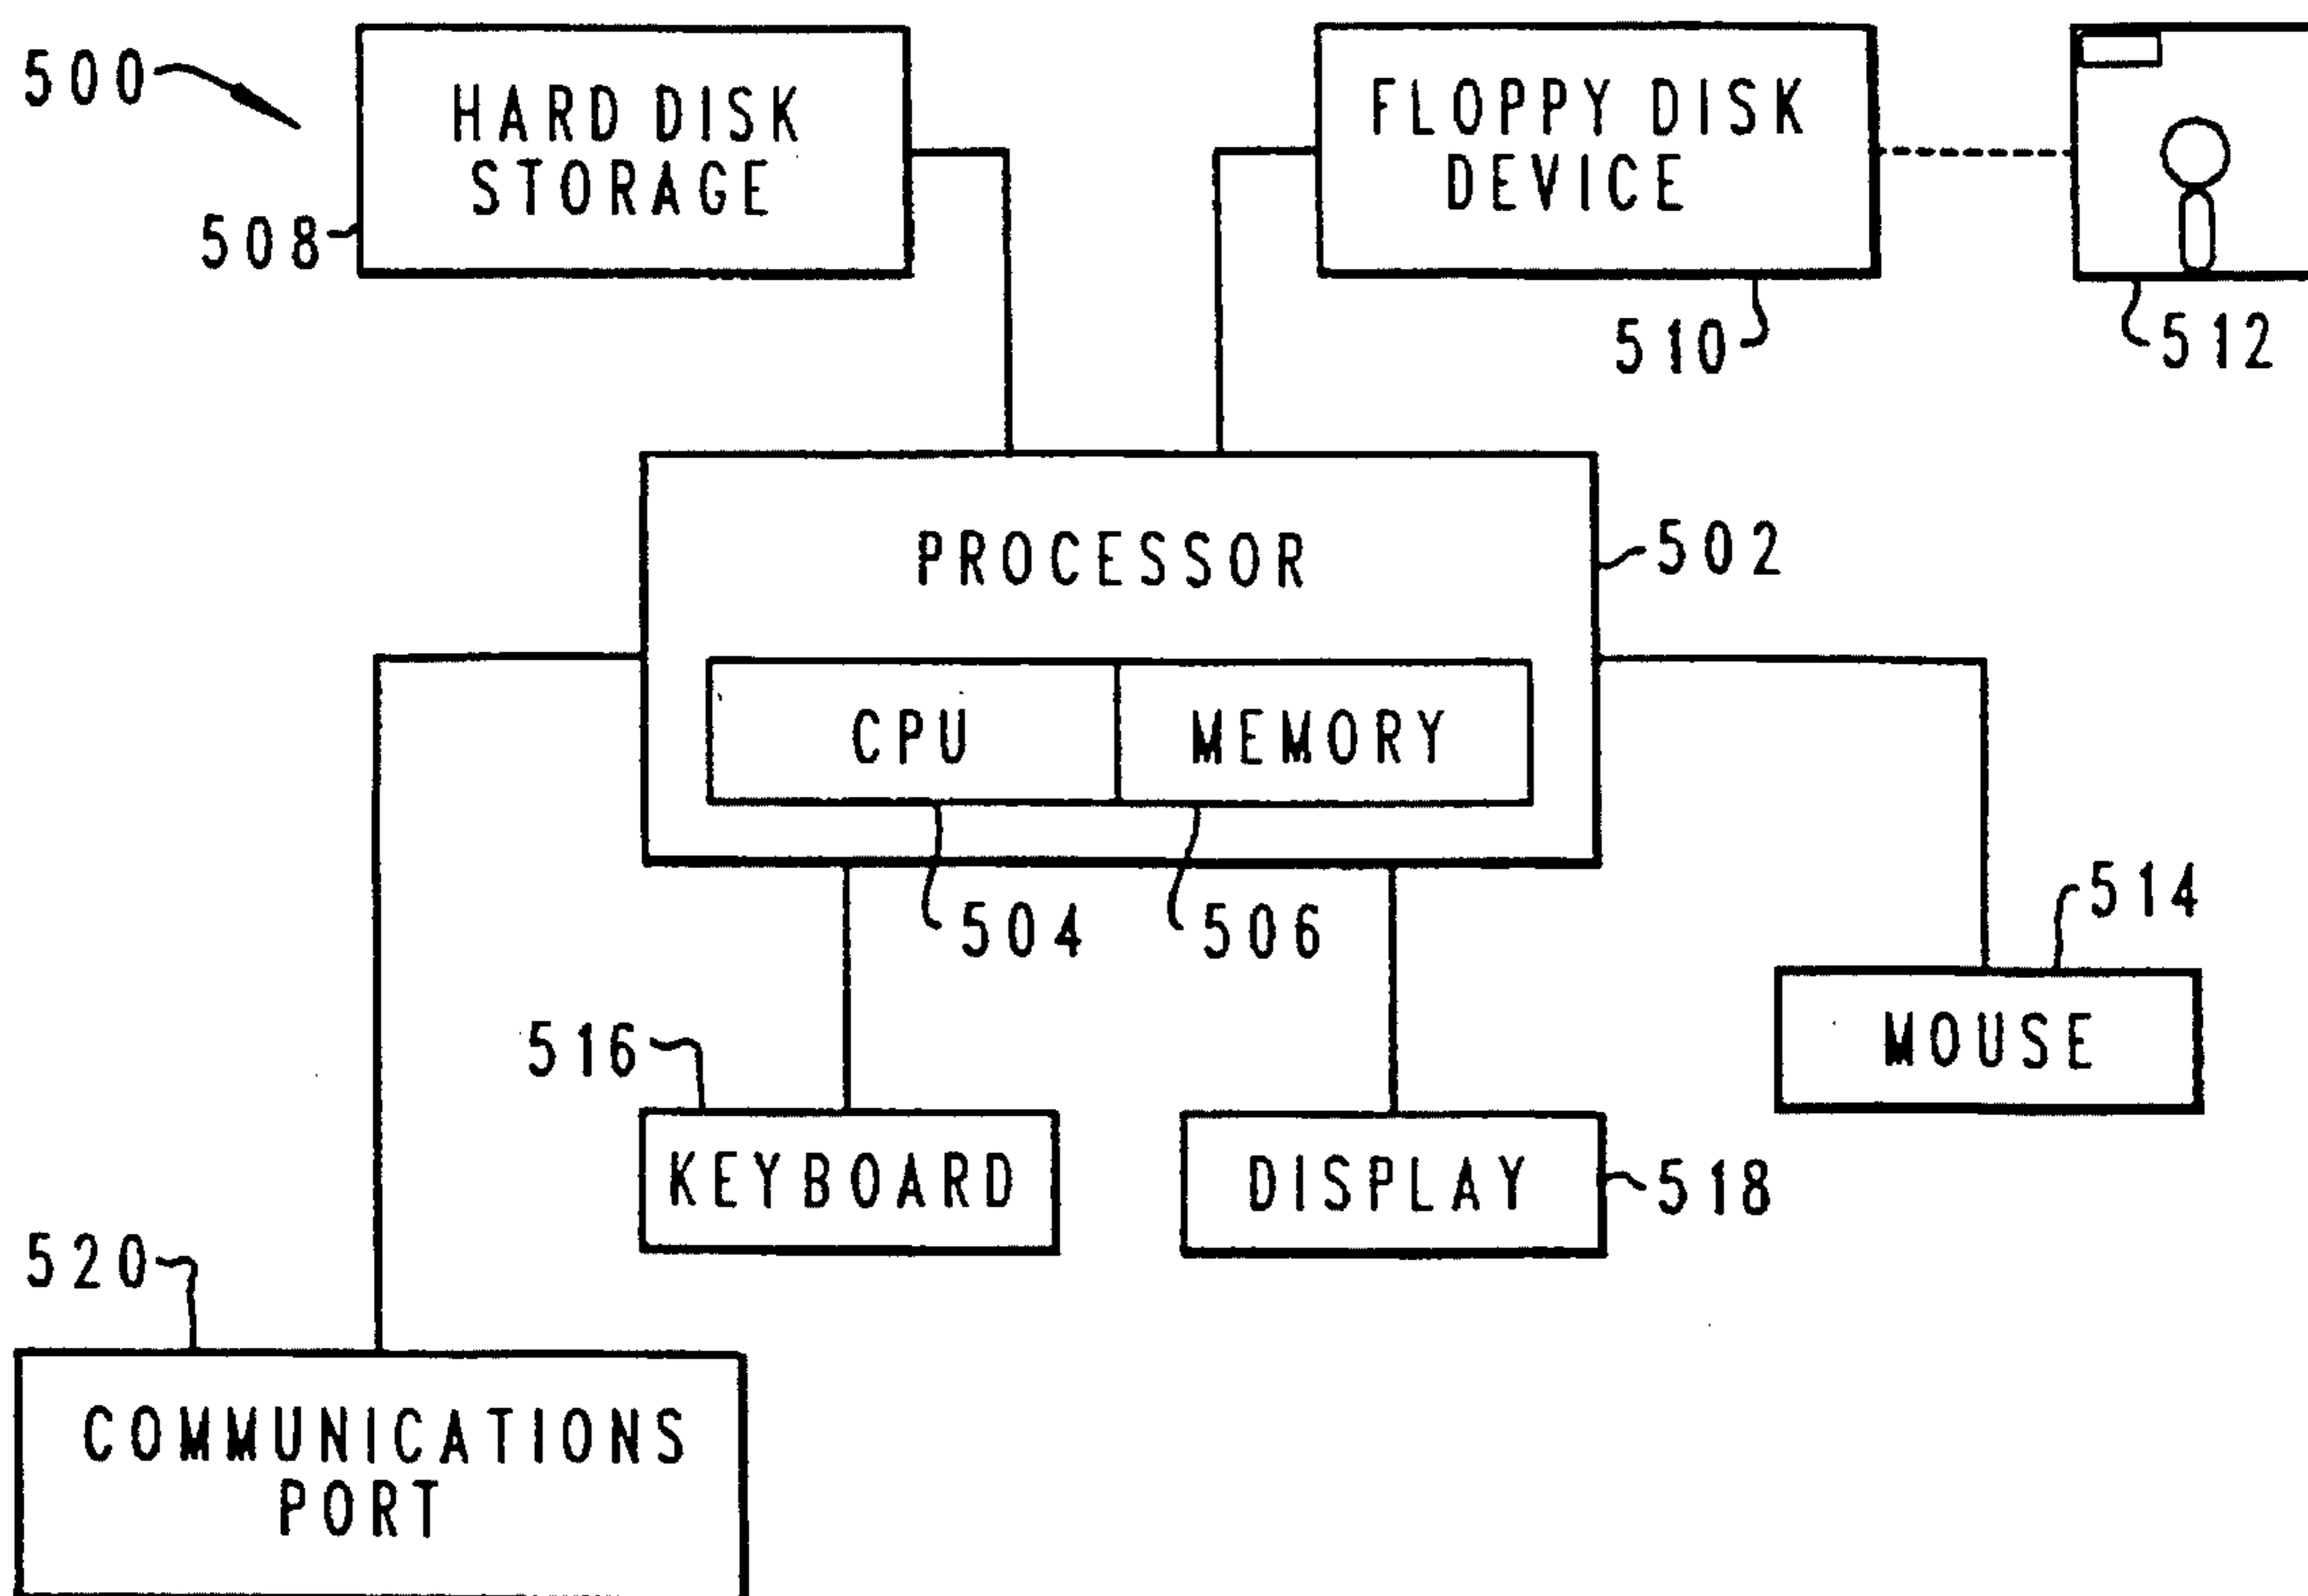 500
HARD DISK
STORAGE
508
FLOPPY DISK
DEVICE
510
512
PROCESSOR
502
CPU
MEMORY
504
506
514
MOUSE
516
KEYBOARD
DISPLAY
518
520
COMMUNICATIONS
PORT